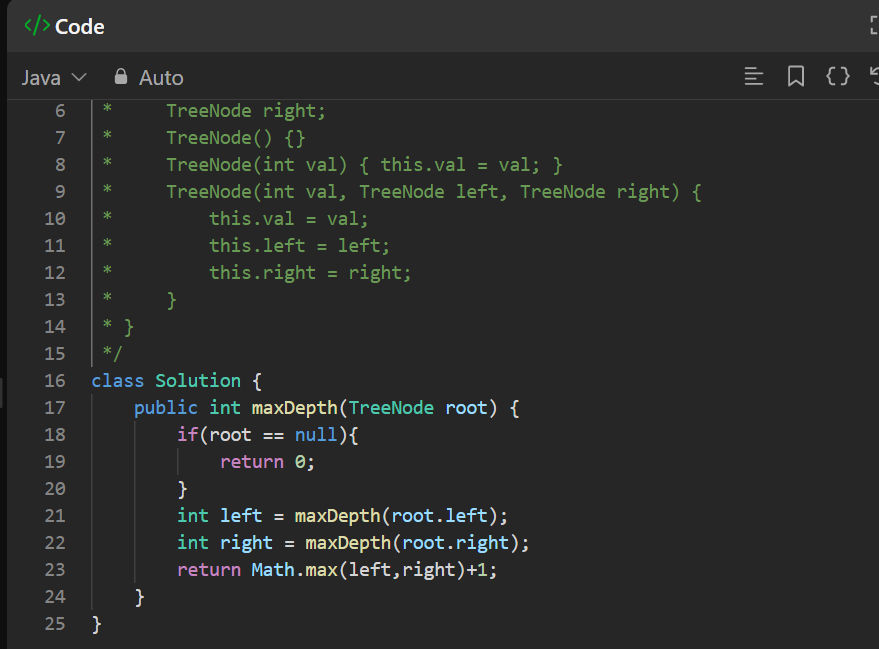 </> Code
Java Auto
6 *     TreeNode right;
7 *     TreeNode() {}
8 *     TreeNode(int val) { this.val = val; }
9 *     TreeNode(int val, TreeNode left, TreeNode right) {
10 *         this.val = val;
11 *         this.left = left;
12 *         this.right = right;
13 *     }
14 * }
15 */
16 class Solution {
17     public int maxDepth(TreeNode root) {
18         if(root == null){
19             return 0;
20         }
21         int left = maxDepth(root.left);
22         int right = maxDepth(root.right);
23         return Math.max(left,right)+1;
24     }
25 }